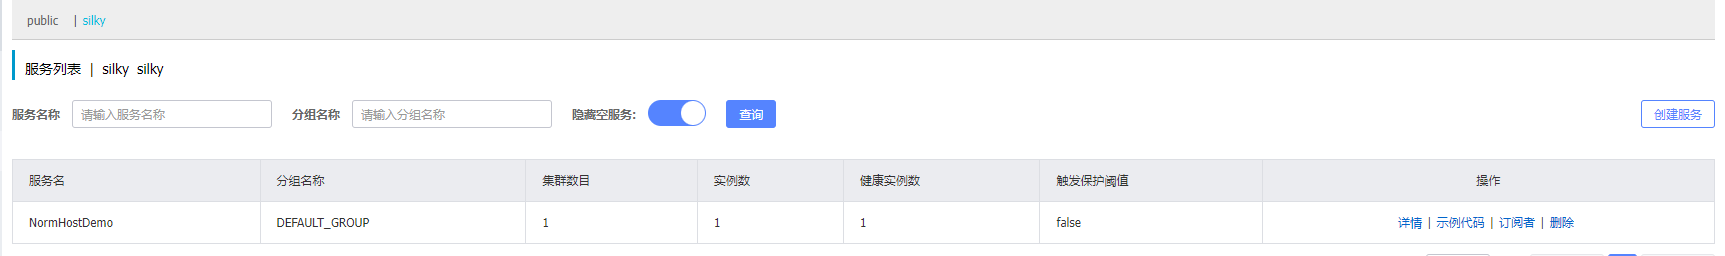 public | silky
服务列表 | silky silky
服务名称 请输入服务名称 分组名称 请输入分组名称 隐藏空服务: 查询 创建服务
服务名 分组名称 集群数目 实例数 健康实例数 触发保护阈值 操作
NormHostDemo DEFAULT_GROUP 1 1 1 false 详情 | 示例代码 | 订阅者 | 删除